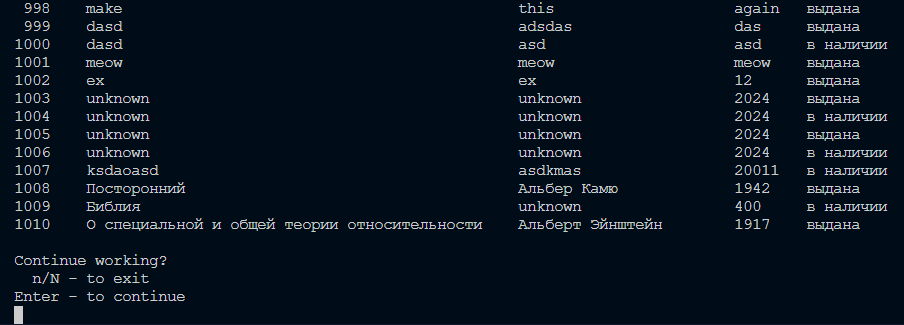 998 make this again выдана
999 dasd adsdas das выдана
1000 dasd asd asd в наличии
1001 meow meow meow выдана
1002 ex ex 12 выдана
1003 unknown unknown 2024 выдана
1004 unknown unknown 2024 в наличии
1005 unknown unknown 2024 выдана
1006 unknown unknown 2024 в наличии
1007 ksdaoasd asdkmas 20011 в наличии
1008 Посторонний Альбер Камю 1942 выдана
1009 Библия unknown 400 в наличии
1010 О специальной и общей теории относительности Альберт Эйнштейн 1917 выдана
Continue working?
n/N - to exit
Enter - to continue